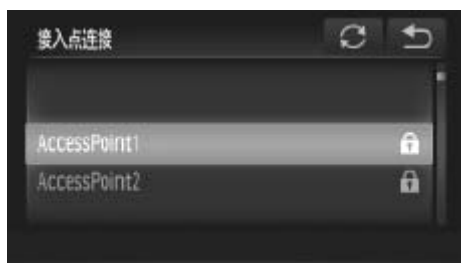 接入点连接
AccessPoint1
AccessPoint2